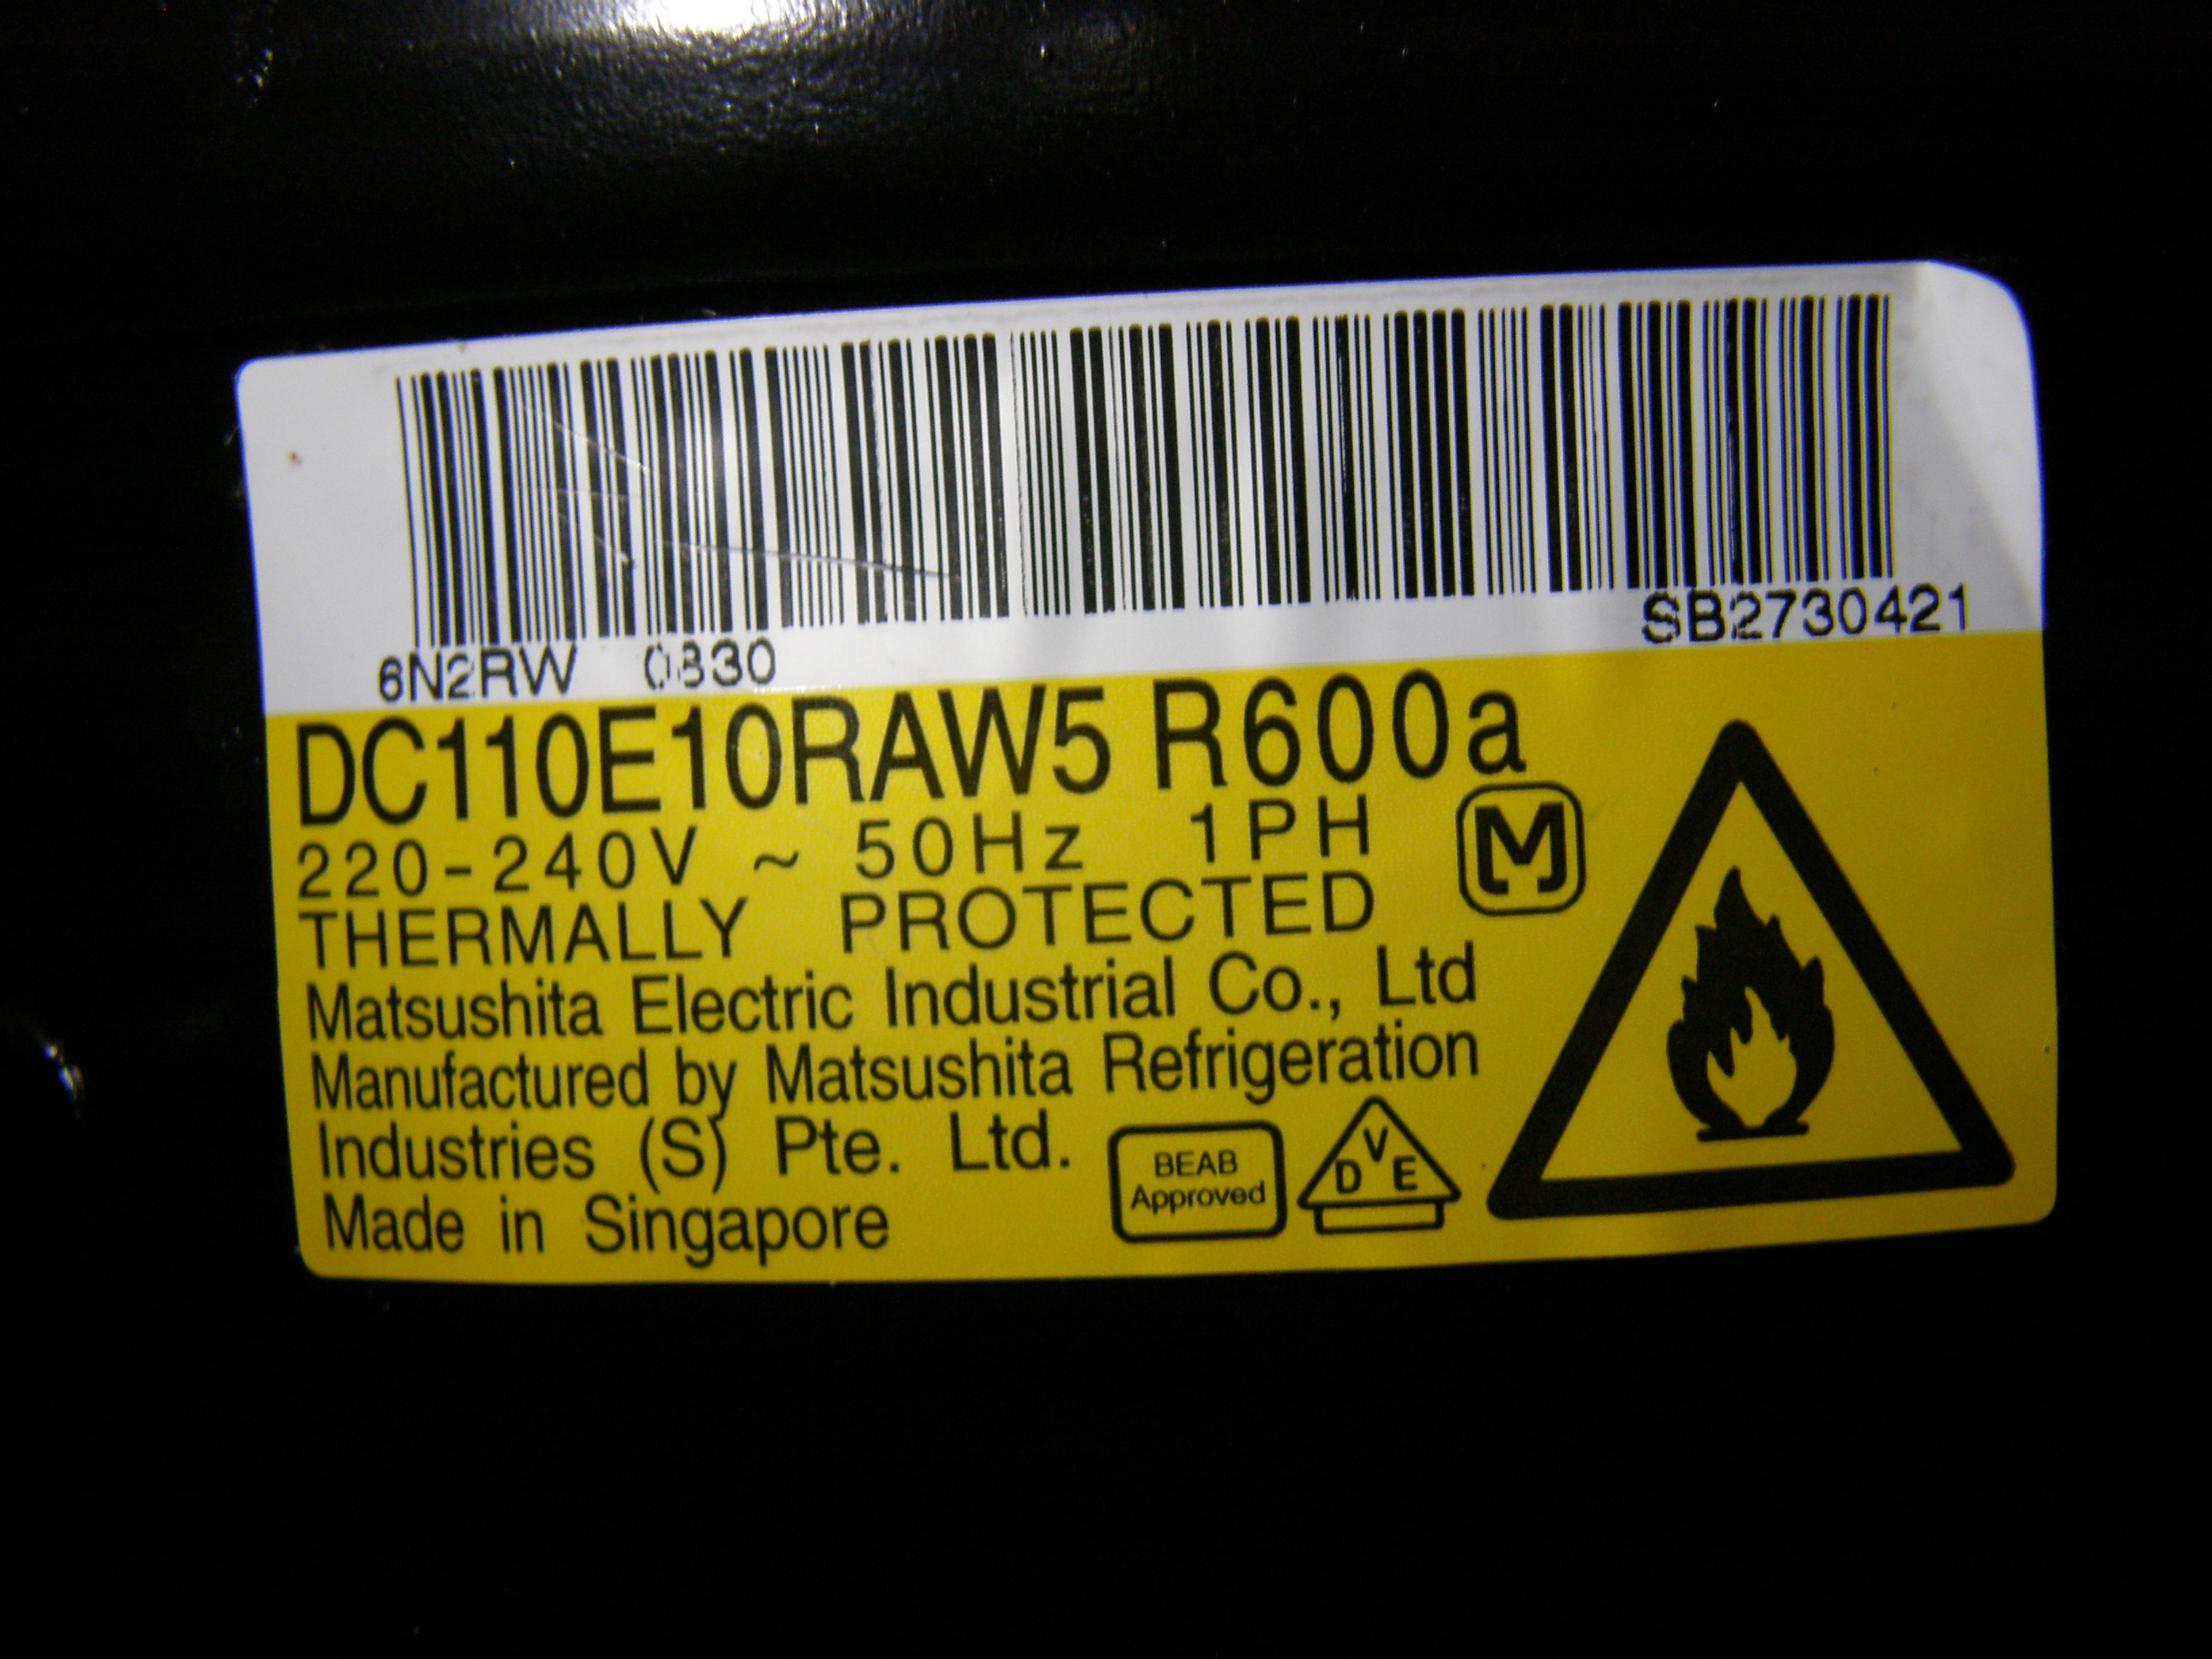 6N2RW 0830 SB2730421
DC110E10RAW5 R600a
220-240V ~ 50Hz 1PH
THERMALLY PROTECTED
M
Matsushita Electric Industrial Co., Ltd
Manufactured by Matsushita Refrigeration
Industries (S) Pte. Ltd.
Made in Singapore
BEAB
Approved
DVE